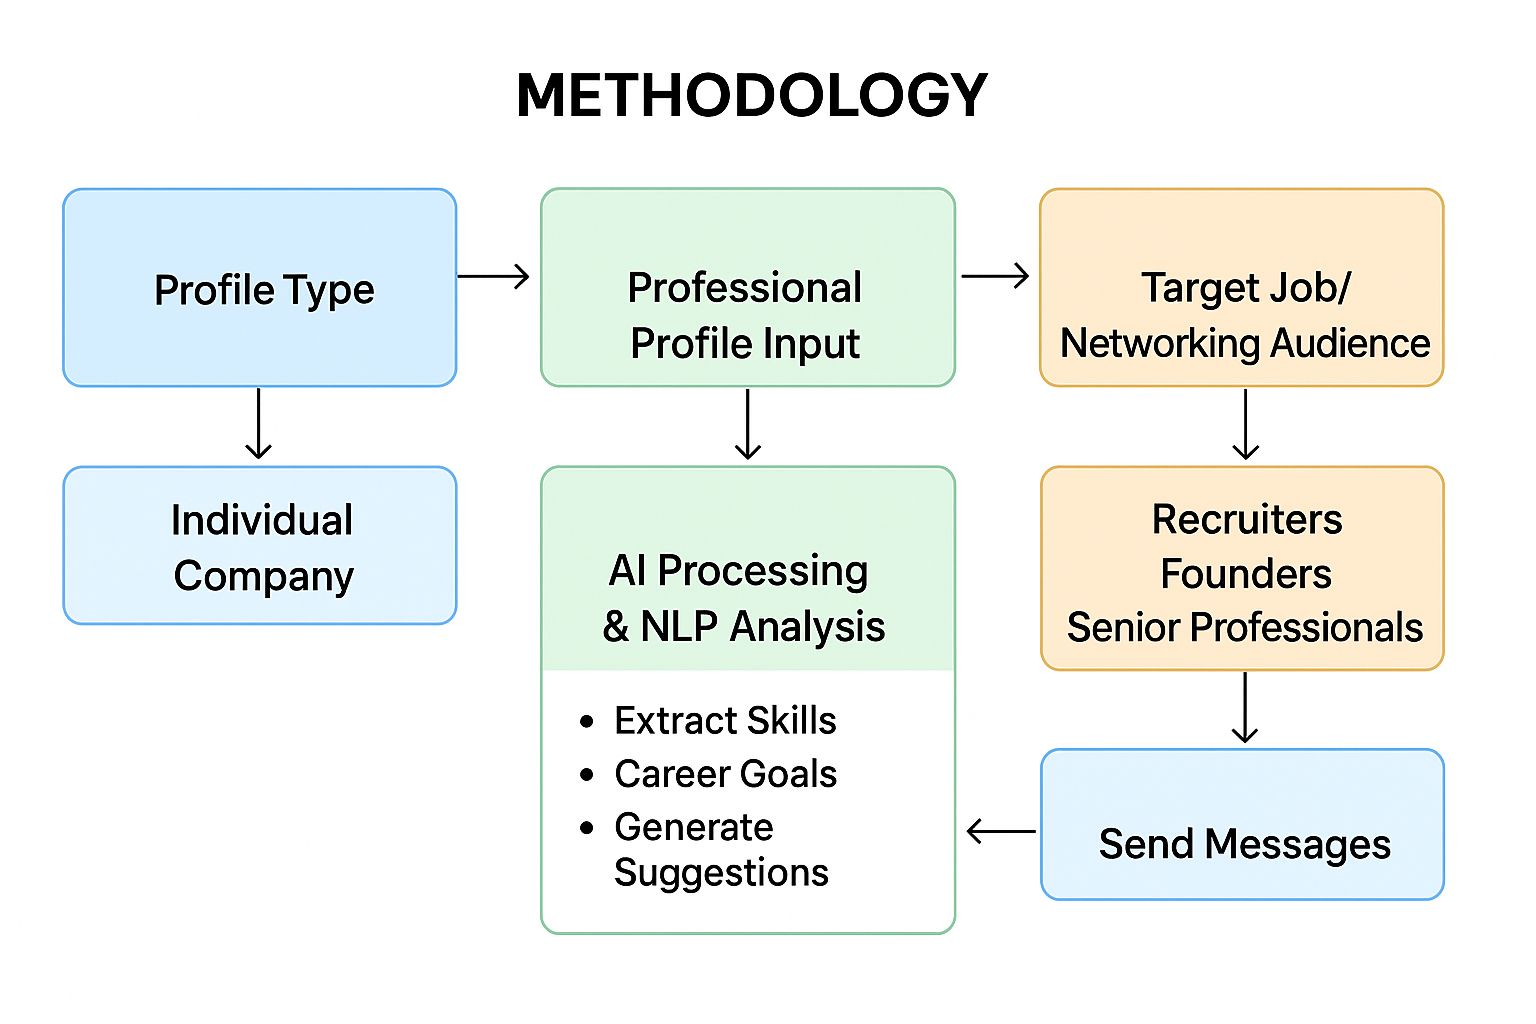 METHODOLOGY
Profile Type
Professional
Profile Input
Target Job/
Networking Audience
Individual
Company
AI Processing
& NLP Analysis
• Extract Skills
• Career Goals
• Generate
Suggestions
Recruiters
Founders
Senior Professionals
Send Messages